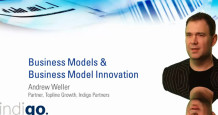 Business Models &
Business Model Innovation
Andrew Weller
Partner, Topline Growth, Indigo Partners
indigo.